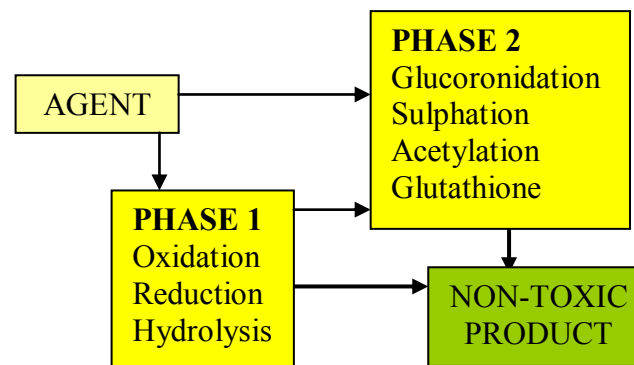 AGENT
PHASE 1
Oxidation
Reduction
Hydrolysis
PHASE 2
Glucoronidation
Sulphation
Acetylation
Glutathione
NON-TOXIC
PRODUCT